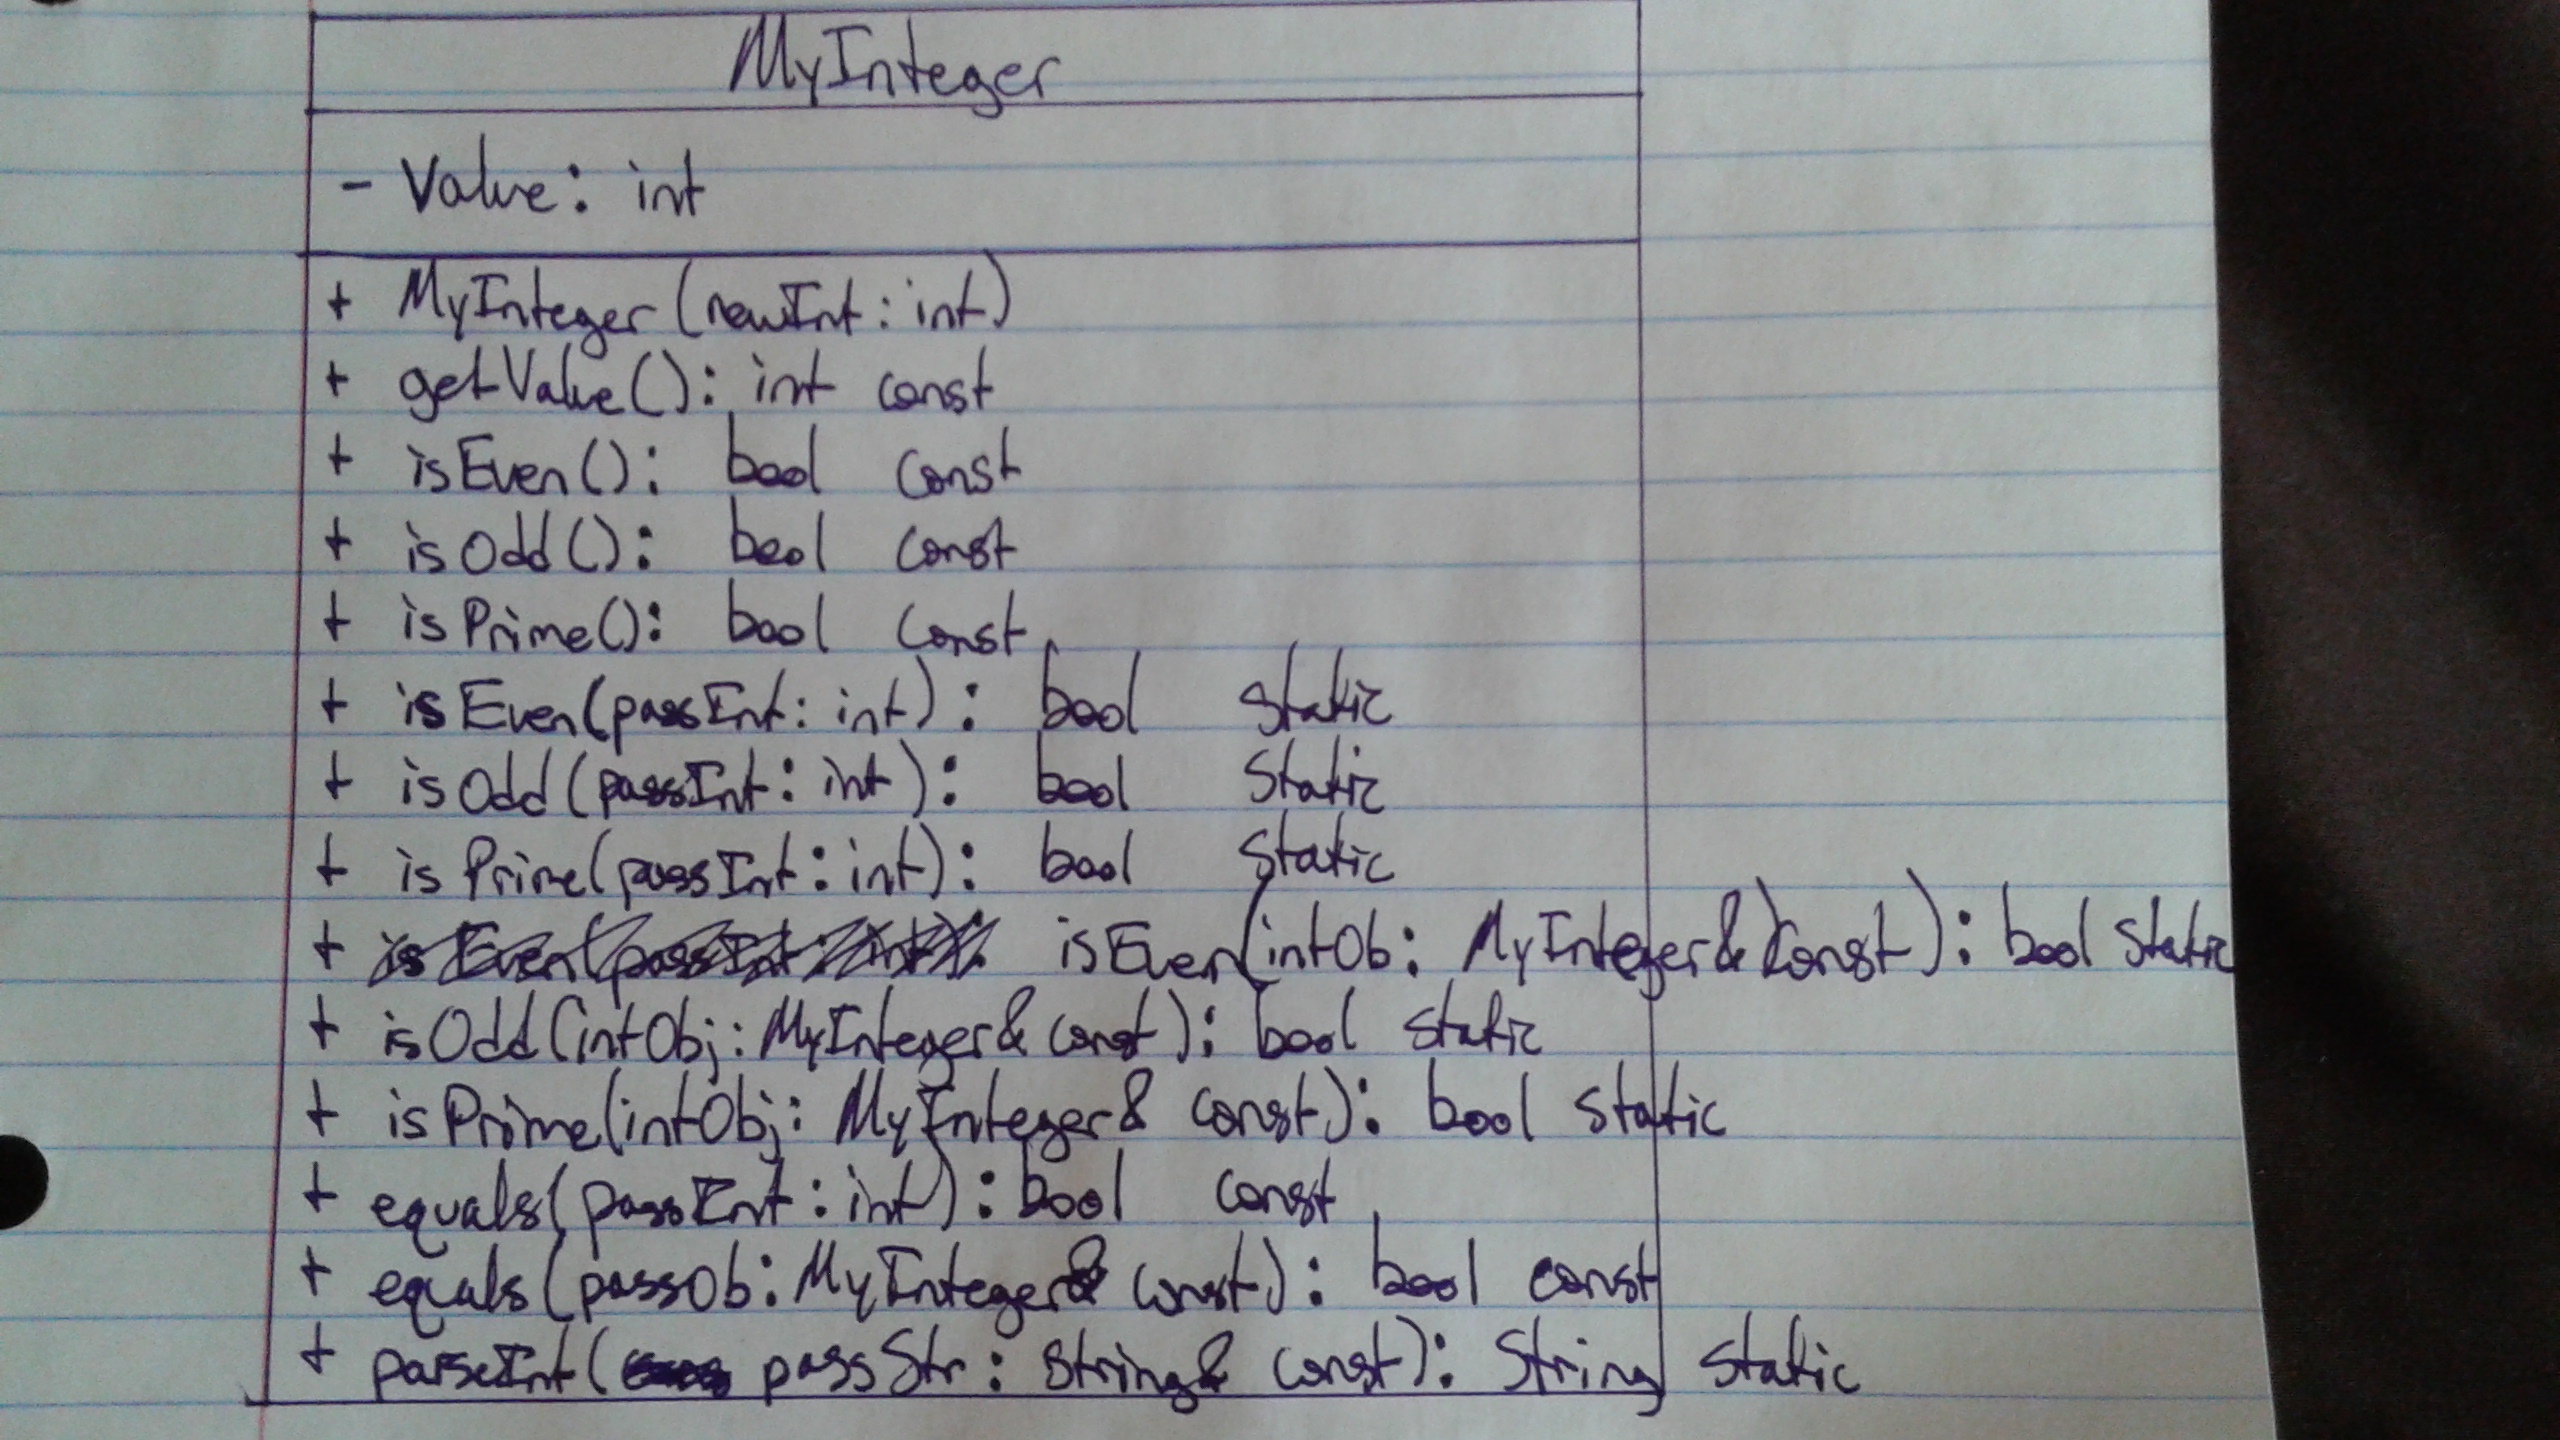 MyInteger
- Value: int
+ MyInteger(newInt: int)
+ getValue(): int const
+ isEven(): bool const
+ isOdd(): bool const
+ isPrime(): bool const
+ isEven(passInt: int): bool static
+ isOdd(passInt: int): bool static
+ isPrime(passInt: int): bool static
+ isEven(passInt: int): isEven(intOb: MyInteger&)const): bool static
+ isOdd(intObj: MyInteger& const): bool static
+ isPrime(intObj: MyInteger& const): bool static
+ equals(passInt: int): bool const
+ equals(passOb: MyInteger& const): bool const
+ parseInt( passStr: string& const): String static